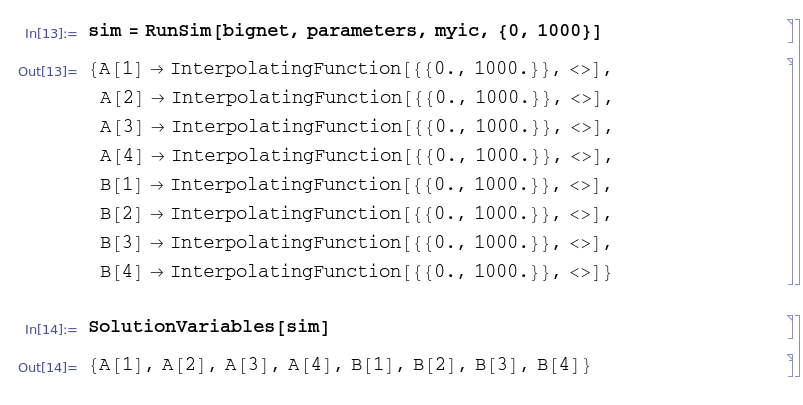 In[13]:= sim = RunSim[bignet, parameters, myic, {0, 1000}]
Out[13]= {A[1] → InterpolatingFunction[{{0., 1000.}}, <>],
A[2] → InterpolatingFunction[{{0., 1000.}}, <>],
A[3] → InterpolatingFunction[{{0., 1000.}}, <>],
A[4] → InterpolatingFunction[{{0., 1000.}}, <>],
B[1] → InterpolatingFunction[{{0., 1000.}}, <>],
B[2] → InterpolatingFunction[{{0., 1000.}}, <>],
B[3] → InterpolatingFunction[{{0., 1000.}}, <>],
B[4] → InterpolatingFunction[{{0., 1000.}}, <>]}
In[14]:= SolutionVariables[sim]
Out[14]= {A[1], A[2], A[3], A[4], B[1], B[2], B[3], B[4]}